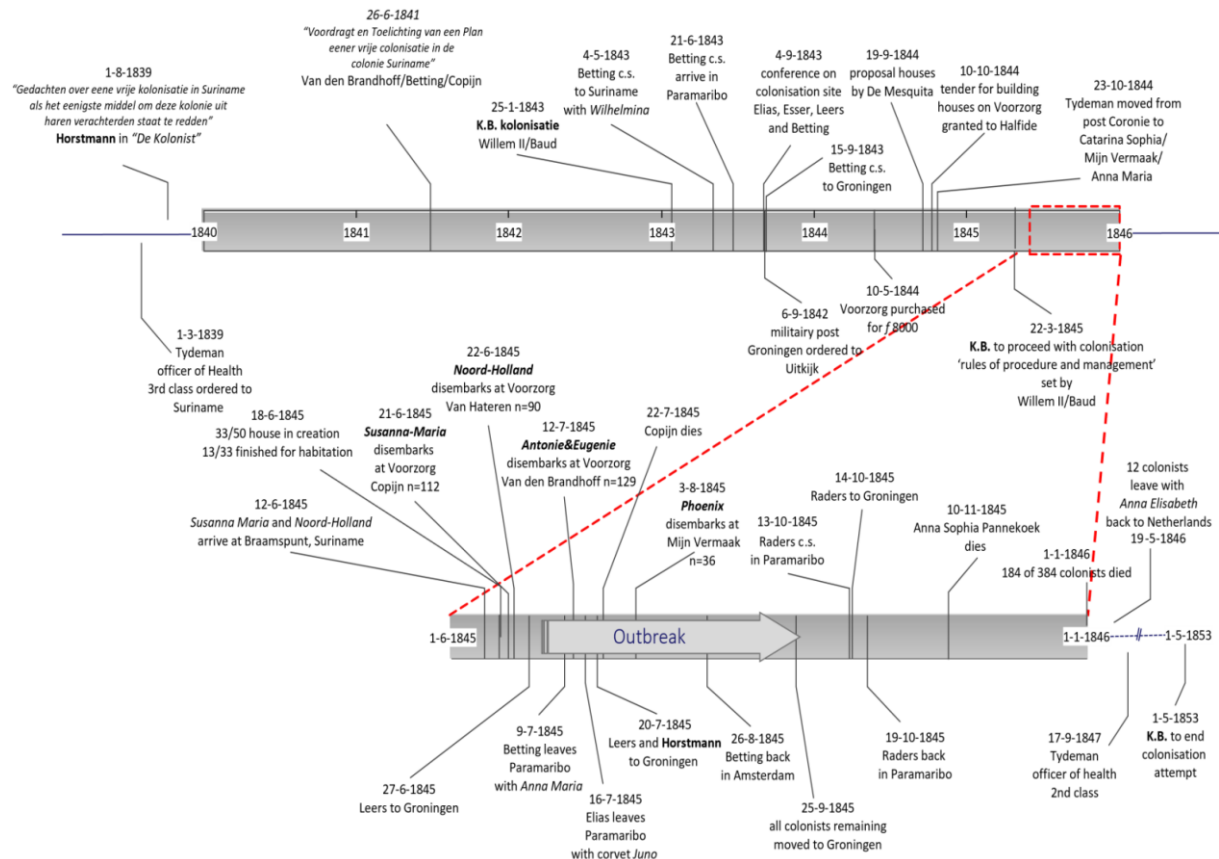 1-8-1839
"Gedachten over eene vrije kolonisatie in Suriname
als het eenigste middel om deze kolonie uit
haren verachterden staat te redden"
Horstmann in "De Kolonist"
26-6-1841
"Voordragt en Toelichting van een Plan
eener vrije colonisatie in de
colonie Suriname"
Van den Brandhoff/Betting/Copijn
25-1-1843
K.B. kolonisatie
Willem II/Baud
4-5-1843
Betting c.s.
to Suriname
with Wilhelmina
21-6-1843
Betting c.s.
arrive in
Paramaribo
4-9-1843
conference on
colonisation site
Elias, Esser, Leers
and Betting
15-9-1843
Betting c.s.
to Groningen
19-9-1844
proposal houses
by De Mesquita
10-10-1844
tender for building
houses on Voorzorg
granted to Halfide
23-10-1844
Tydeman moved from
post Coronie to
Catarina Sophia/
Mijn Vermaak/
Anna Maria
1840
1841
1842
1843
1844
1845
1846
1-3-1839
Tydeman
officer of Health
3rd class ordered to
Suriname
6-9-1842
militairy post
Groningen ordered to
Uitkijk
10-5-1844
Voorzorg purchased
for ƒ 8000
22-3-1845
K.B. to proceed with colonisation
'rules of procedure and management'
set by
Willem II/Baud
12-6-1845
Susanna Maria and Noord-Holland
arrive at Braamspunt, Suriname
18-6-1845
33/50 house in creation
13/33 finished for habitation
21-6-1845
Susanna-Maria
disembarks
at Voorzorg
Copijn n=112
22-6-1845
Noord-Holland
disembarks at Voorzorg
Van Hateren n=90
12-7-1845
Antonie&Eugenie
disembarks at Voorzorg
Van den Brandhoff n=129
22-7-1845
Copijn dies
3-8-1845
Phoenix
disembarks at
Mijn Vermaak
n=36
13-10-1845
Raders c.s.
in Paramaribo
14-10-1845
Raders to Groningen
10-11-1845
Anna Sophia Pannekoek
dies
1-1-1846
184 of 384 colonists died
12 colonists
leave with
Anna Elisabeth
back to Netherlands
19-5-1846
1-6-1845
Outbreak
1-1-1846
1-5-1853
27-6-1845
Leers to Groningen
9-7-1845
Betting leaves
Paramaribo
with Anna Maria
16-7-1845
Elias leaves
Paramaribo
with corvet Juno
20-7-1845
Leers and Horstmann
to Groningen
26-8-1845
Betting back
in Amsterdam
25-9-1845
all colonists remaining
moved to Groningen
19-10-1845
Raders back
in Paramaribo
17-9-1847
Tydeman
officer of health
2nd class
1-5-1853
K.B. to end
colonisation
attempt